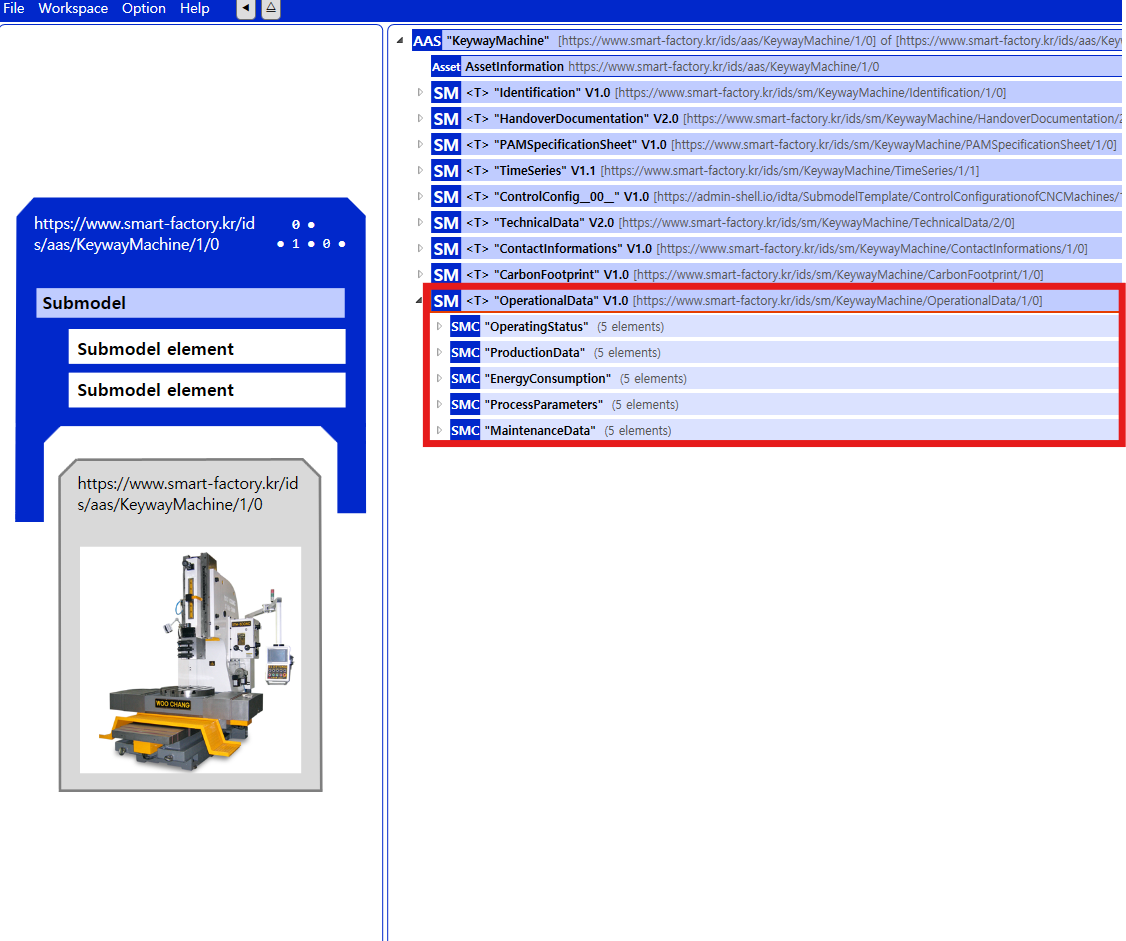 File Workspace Option Help
https://www.smart-factory.kr/id
s/aas/KeywayMachine/1/0
0 ●
● 1 ● 0 ●
Submodel
Submodel element
Submodel element
https://www.smart-factory.kr/id
s/aas/KeywayMachine/1/0
WOO CHANG
AAS "KeywayMachine" [https://www.smart-factory.kr/ids/aas/KeywayMachine/1/0] of [https://www.smart-factory.kr/ids/aas/Key
Asset AssetInformation https://www.smart-factory.kr/ids/aas/KeywayMachine/1/0
SM <T> "Identification" V1.0 [https://www.smart-factory.kr/ids/sm/KeywayMachine/Identification/1/0]
SM <T> "HandoverDocumentation" V2.0 [https://www.smart-factory.kr/ids/sm/KeywayMachine/HandoverDocumentation/2
SM <T> "PAMSpecificationSheet" V1.0 [https://www.smart-factory.kr/ids/sm/KeywayMachine/PAMSpecificationSheet/1/0]
SM <T> "TimeSeries" V1.1 [https://www.smart-factory.kr/ids/sm/KeywayMachine/TimeSeries/1/1]
SM <T> "ControlConfig__00__" V1.0 [https://admin-shell.io/idta/SubmodelTemplate/ControlConfigurationofCNCMachines/1
SM <T> "TechnicalData" V2.0 [https://www.smart-factory.kr/ids/sm/KeywayMachine/TechnicalData/2/0]
SM <T> "ContactInformations" V1.0 [https://www.smart-factory.kr/ids/sm/KeywayMachine/ContactInformations/1/0]
SM <T> "CarbonFootprint" V1.0 [https://www.smart-factory.kr/ids/sm/KeywayMachine/CarbonFootprint/1/0]
SM <T> "OperationalData" V1.0 [https://www.smart-factory.kr/ids/sm/KeywayMachine/OperationalData/1/0]
SMC "OperatingStatus" (5 elements)
SMC "ProductionData" (5 elements)
SMC "EnergyConsumption" (5 elements)
SMC "ProcessParameters" (5 elements)
SMC "MaintenanceData" (5 elements)